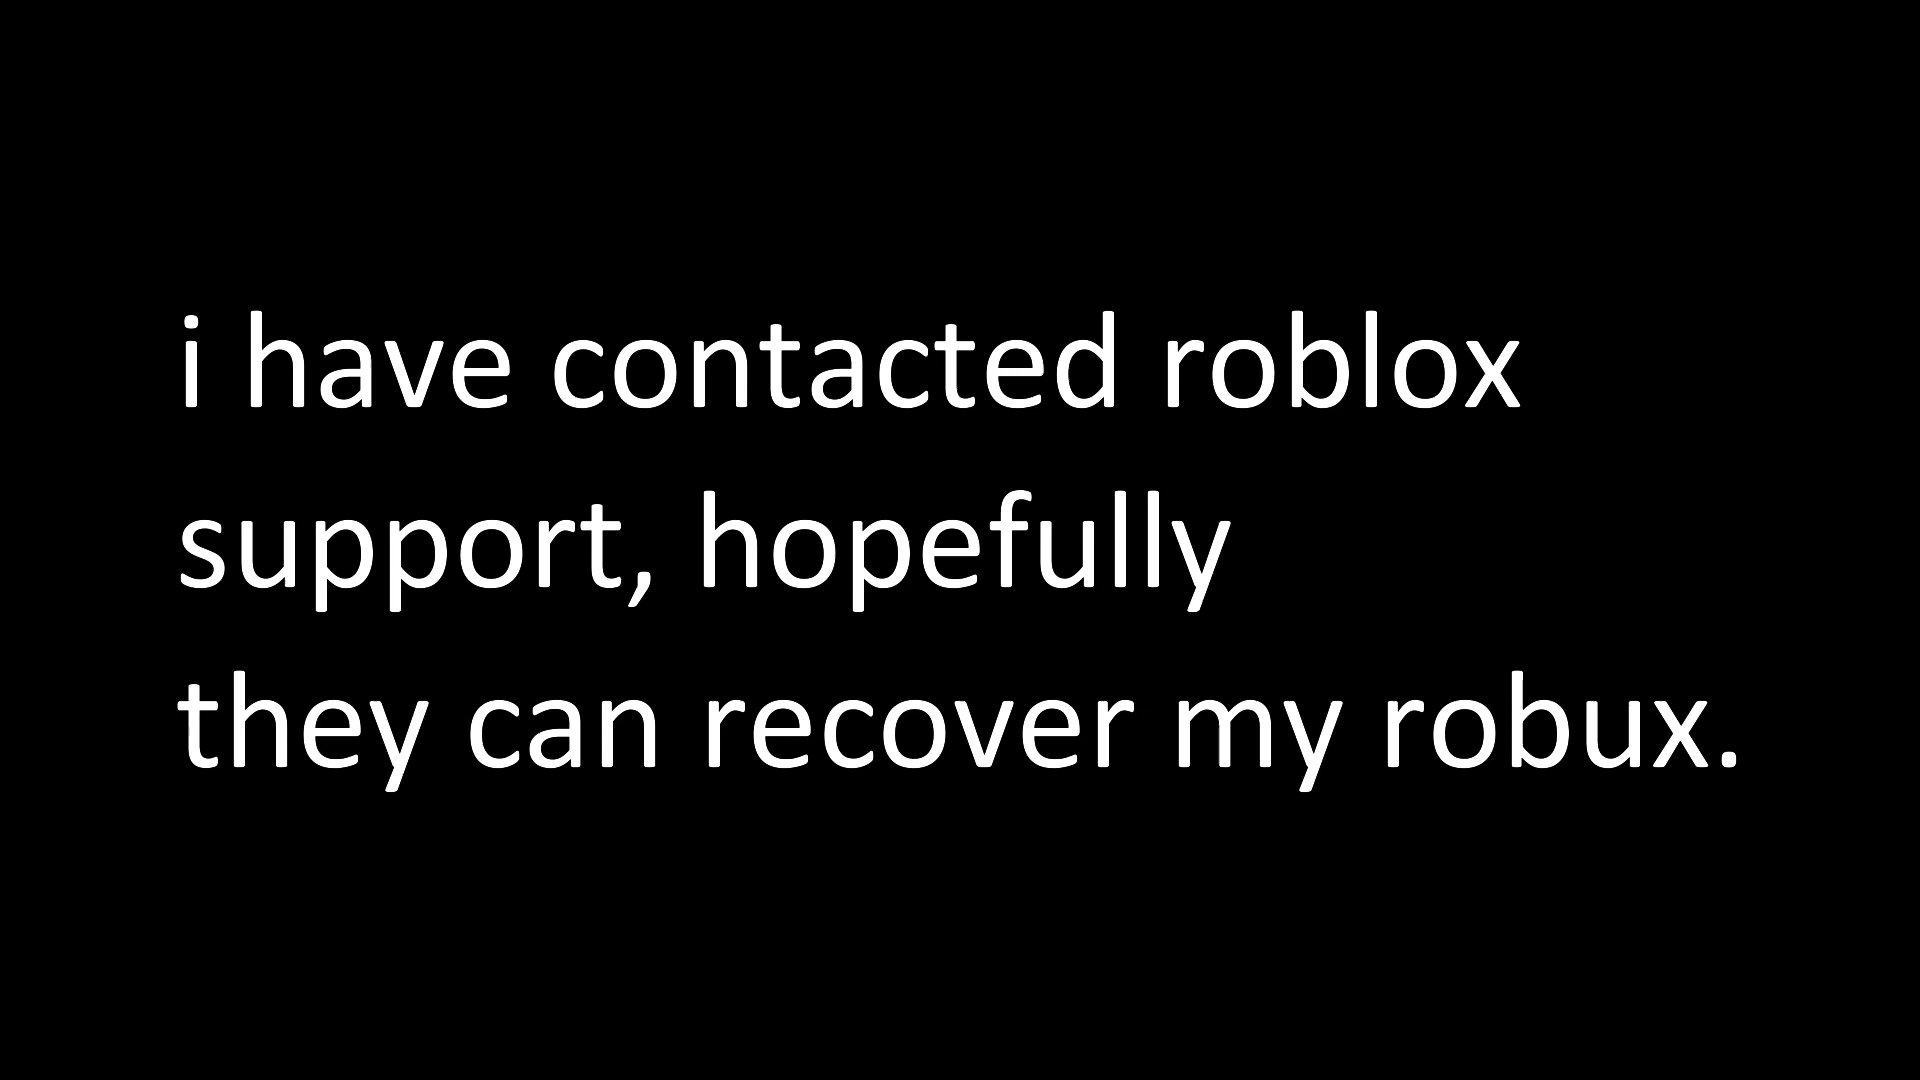 i have contacted roblox
support, hopefully
they can recover my robux.